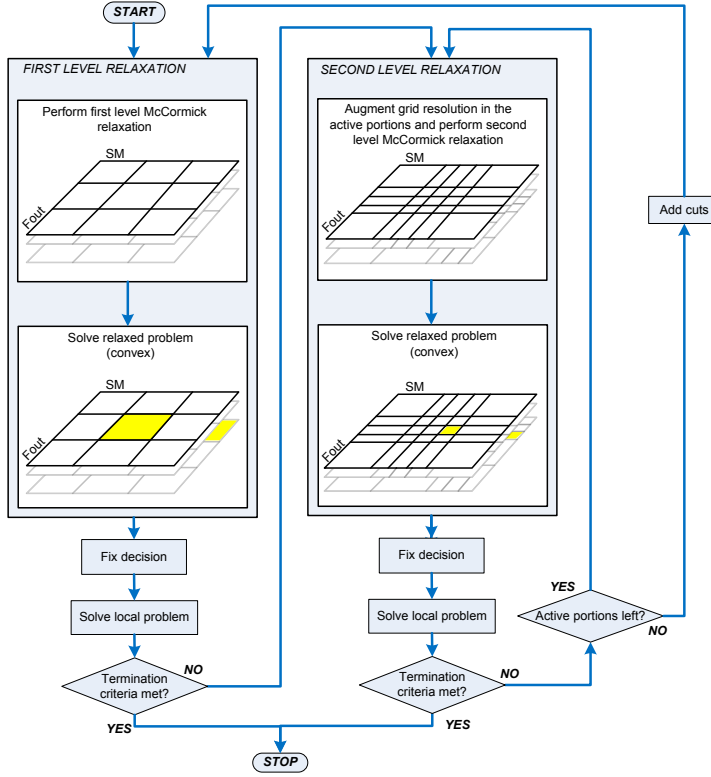 START
FIRST LEVEL RELAXATION
Perform first level McCormick
relaxation
SM
Fout
Solve relaxed problem
(convex)
SM
Fout
Fix decision
Solve local problem
Termination
criteria met?
NO
YES
SECOND LEVEL RELAXATION
Augment grid resolution in the
active portions and perform second
level McCormick relaxation
SM
Fout
Solve relaxed problem
(convex)
SM
Fout
Fix decision
Solve local problem
Termination
criteria met?
NO
YES
Active portions left?
YES
NO
Add cuts
STOP